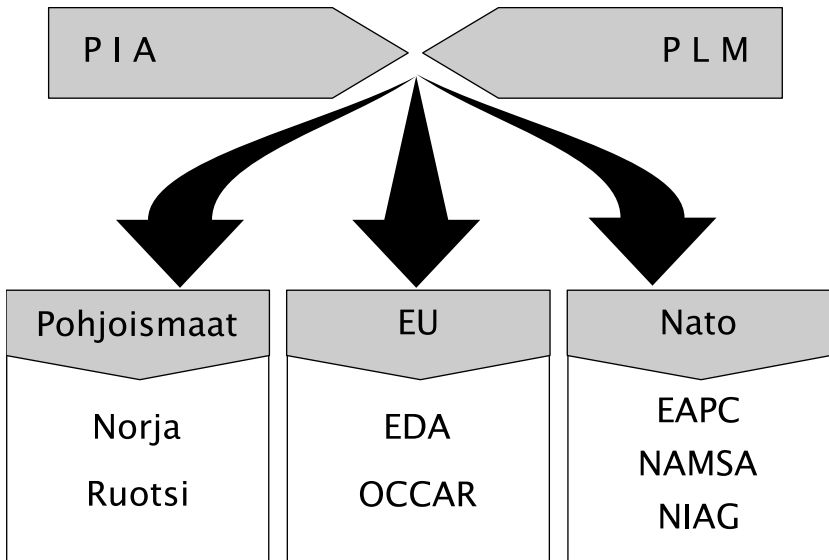 P I A
P L M
Pohjoismaat
Norja
Ruotsi
EU
EDA
OCCAR
Nato
EAPC
NAMSA
NIAG